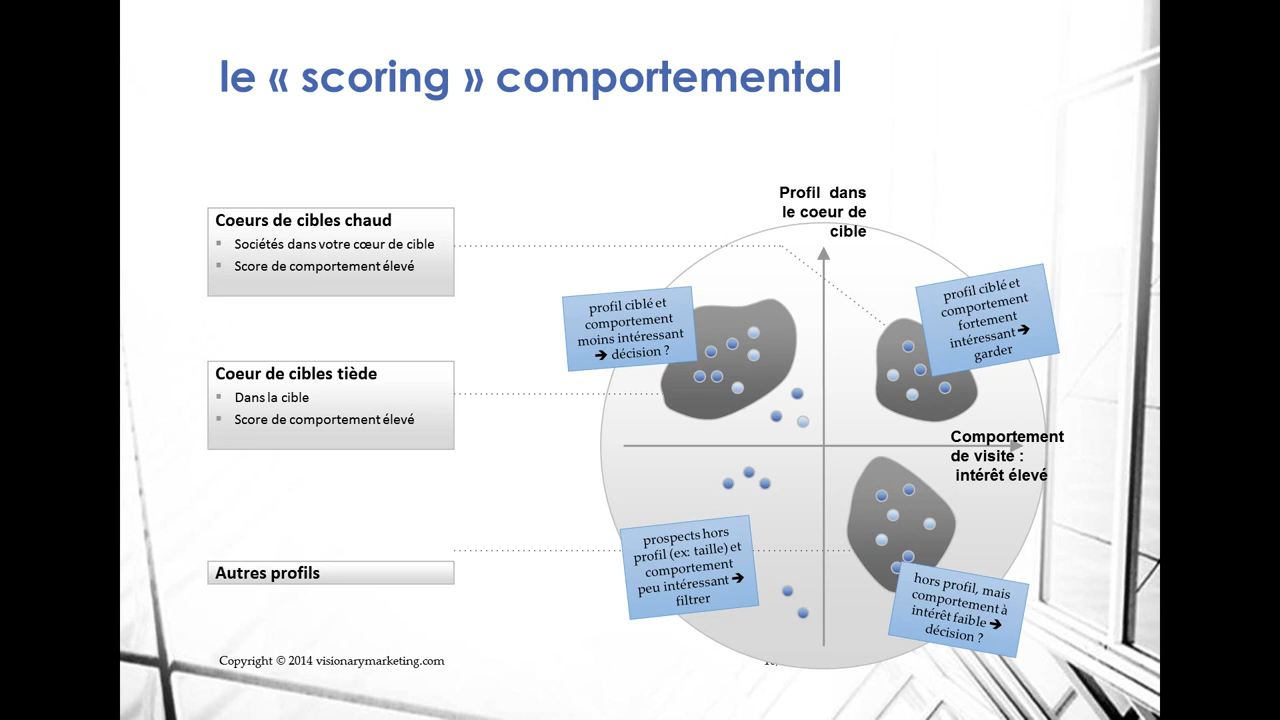 le « scoring » comportemental
Profil dans
le coeur de
cible
Coeurs de cibles chaud
▪ Sociétés dans votre cœur de cible
▪ Score de comportement élevé
profil ciblé et
comportement
moins intéressant
➔ décision ?
profil ciblé et
comportement
fortement
intéressant ➔
garder
Coeur de cibles tiède
▪ Dans la cible
▪ Score de comportement élevé
Comportement
de visite :
intérêt élevé
prospects hors
profil (ex: taille) et
comportement
peu intéressant ➔
filtrer
Autres profils
hors profil, mais
comportement à
intérêt faible ➔
décision ?
Copyright © 2014 visionarymarketing.com